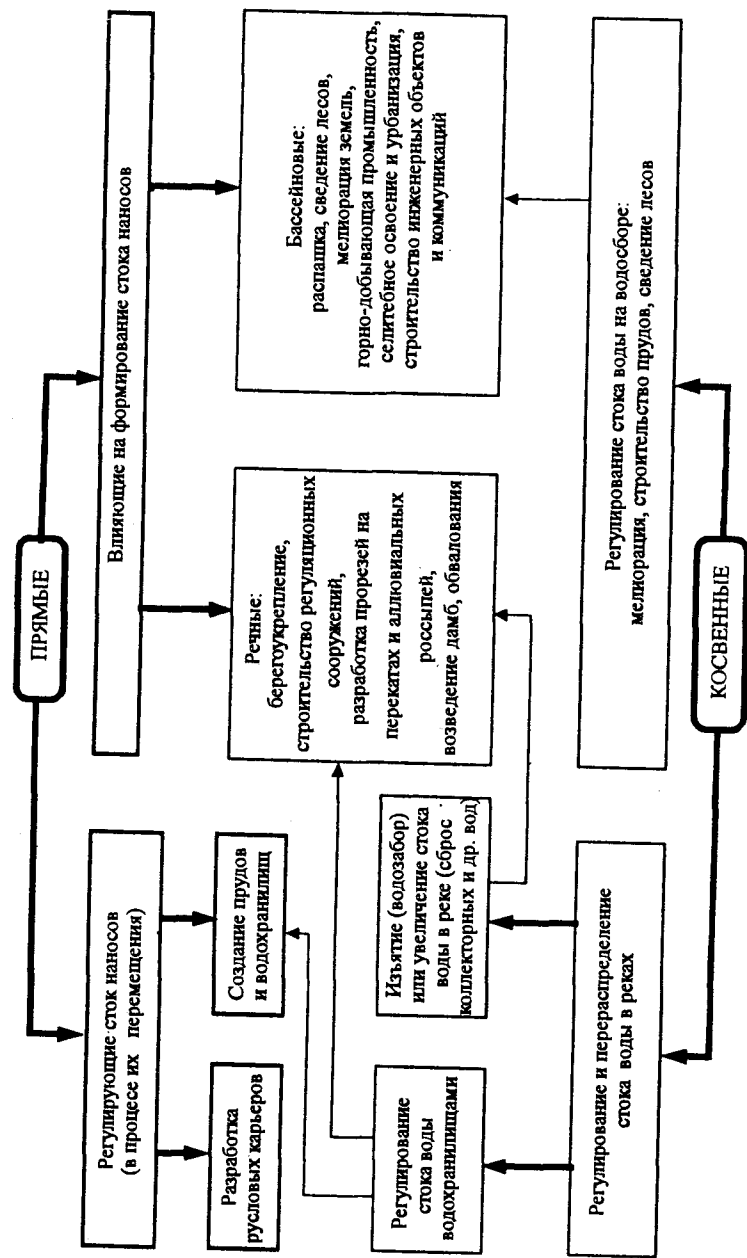 ПРЯМЫЕ
Регулирующие сток наносов
(в процесе их перемещения)
Влияющие на формирование стока наносов
Разработка
русловых карьеров
Создание прудов
и водохранилищ
Речные:
берегоукрепление,
строительство регуляционных
сооружений,
разработка прорезей на
перекатах и аллювиальных
россыпей,
возведение дамб, обвалования
Бассейновые:
распашка, сведение лесов,
мелиорация земель,
горно-добывающая промышленность,
селитебное освоение и урбанизация,
строительство инженерных объектов
и коммуникаций
Регулирование
стока воды
водохранилищами
Изъятие (водозабор)
или увеличение стока
воды в реке (сброс
коллекторных и др. вод)
Регулирование и перераспределение
стока воды в реках
Регулирование стока воды на водосборе:
мелиорация, строительство прудов, сведение лесов
КОСВЕННЫЕ